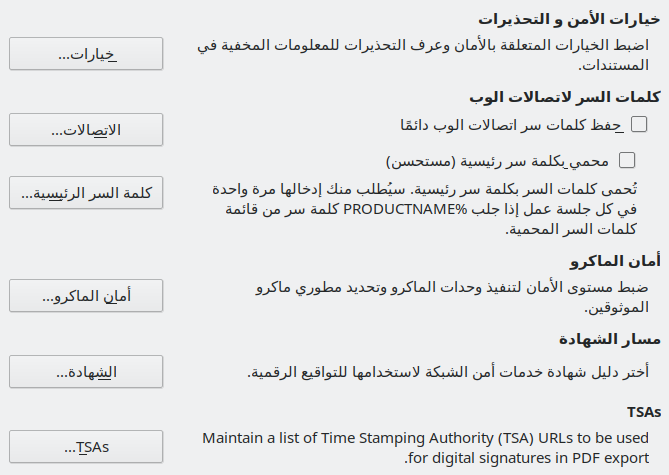 خيارات الأمن و التحذيرات
اضبط الخيارات المتعلقة بالأمان وعرف التحذيرات للمعلومات المخفية في
المستندات.
خيارات...
كلمات السر لاتصالات الوب
حفظ كلمات سر اتصالات الوب دائمًا
الاتصالات...
محمي بكلمة سر رئيسية (مستحسن)
تُحمى كلمات السر بكلمة سر رئيسية. سيُطلب منك إدخالها مرة واحدة
في كل جلسة عمل إذا جلب %PRODUCTNAME كلمة سر من قائمة
كلمات السر المحمية.
كلمة السر الرئيسية...
أمان الماكرو
ضبط مستوى الأمان لتنفيذ وحدات الماكرو وتحديد مطوري ماكرو
الموثوقين.
أمان الماكرو...
مسار الشهادة
أختر دليل شهادة خدمات أمن الشبكة لاستخدامها للتواقيع الرقمية.
الشهادة...
TSAs
Maintain a list of Time Stamping Authority (TSA) URLs to be used
for digital signatures in PDF export.
TSAs...